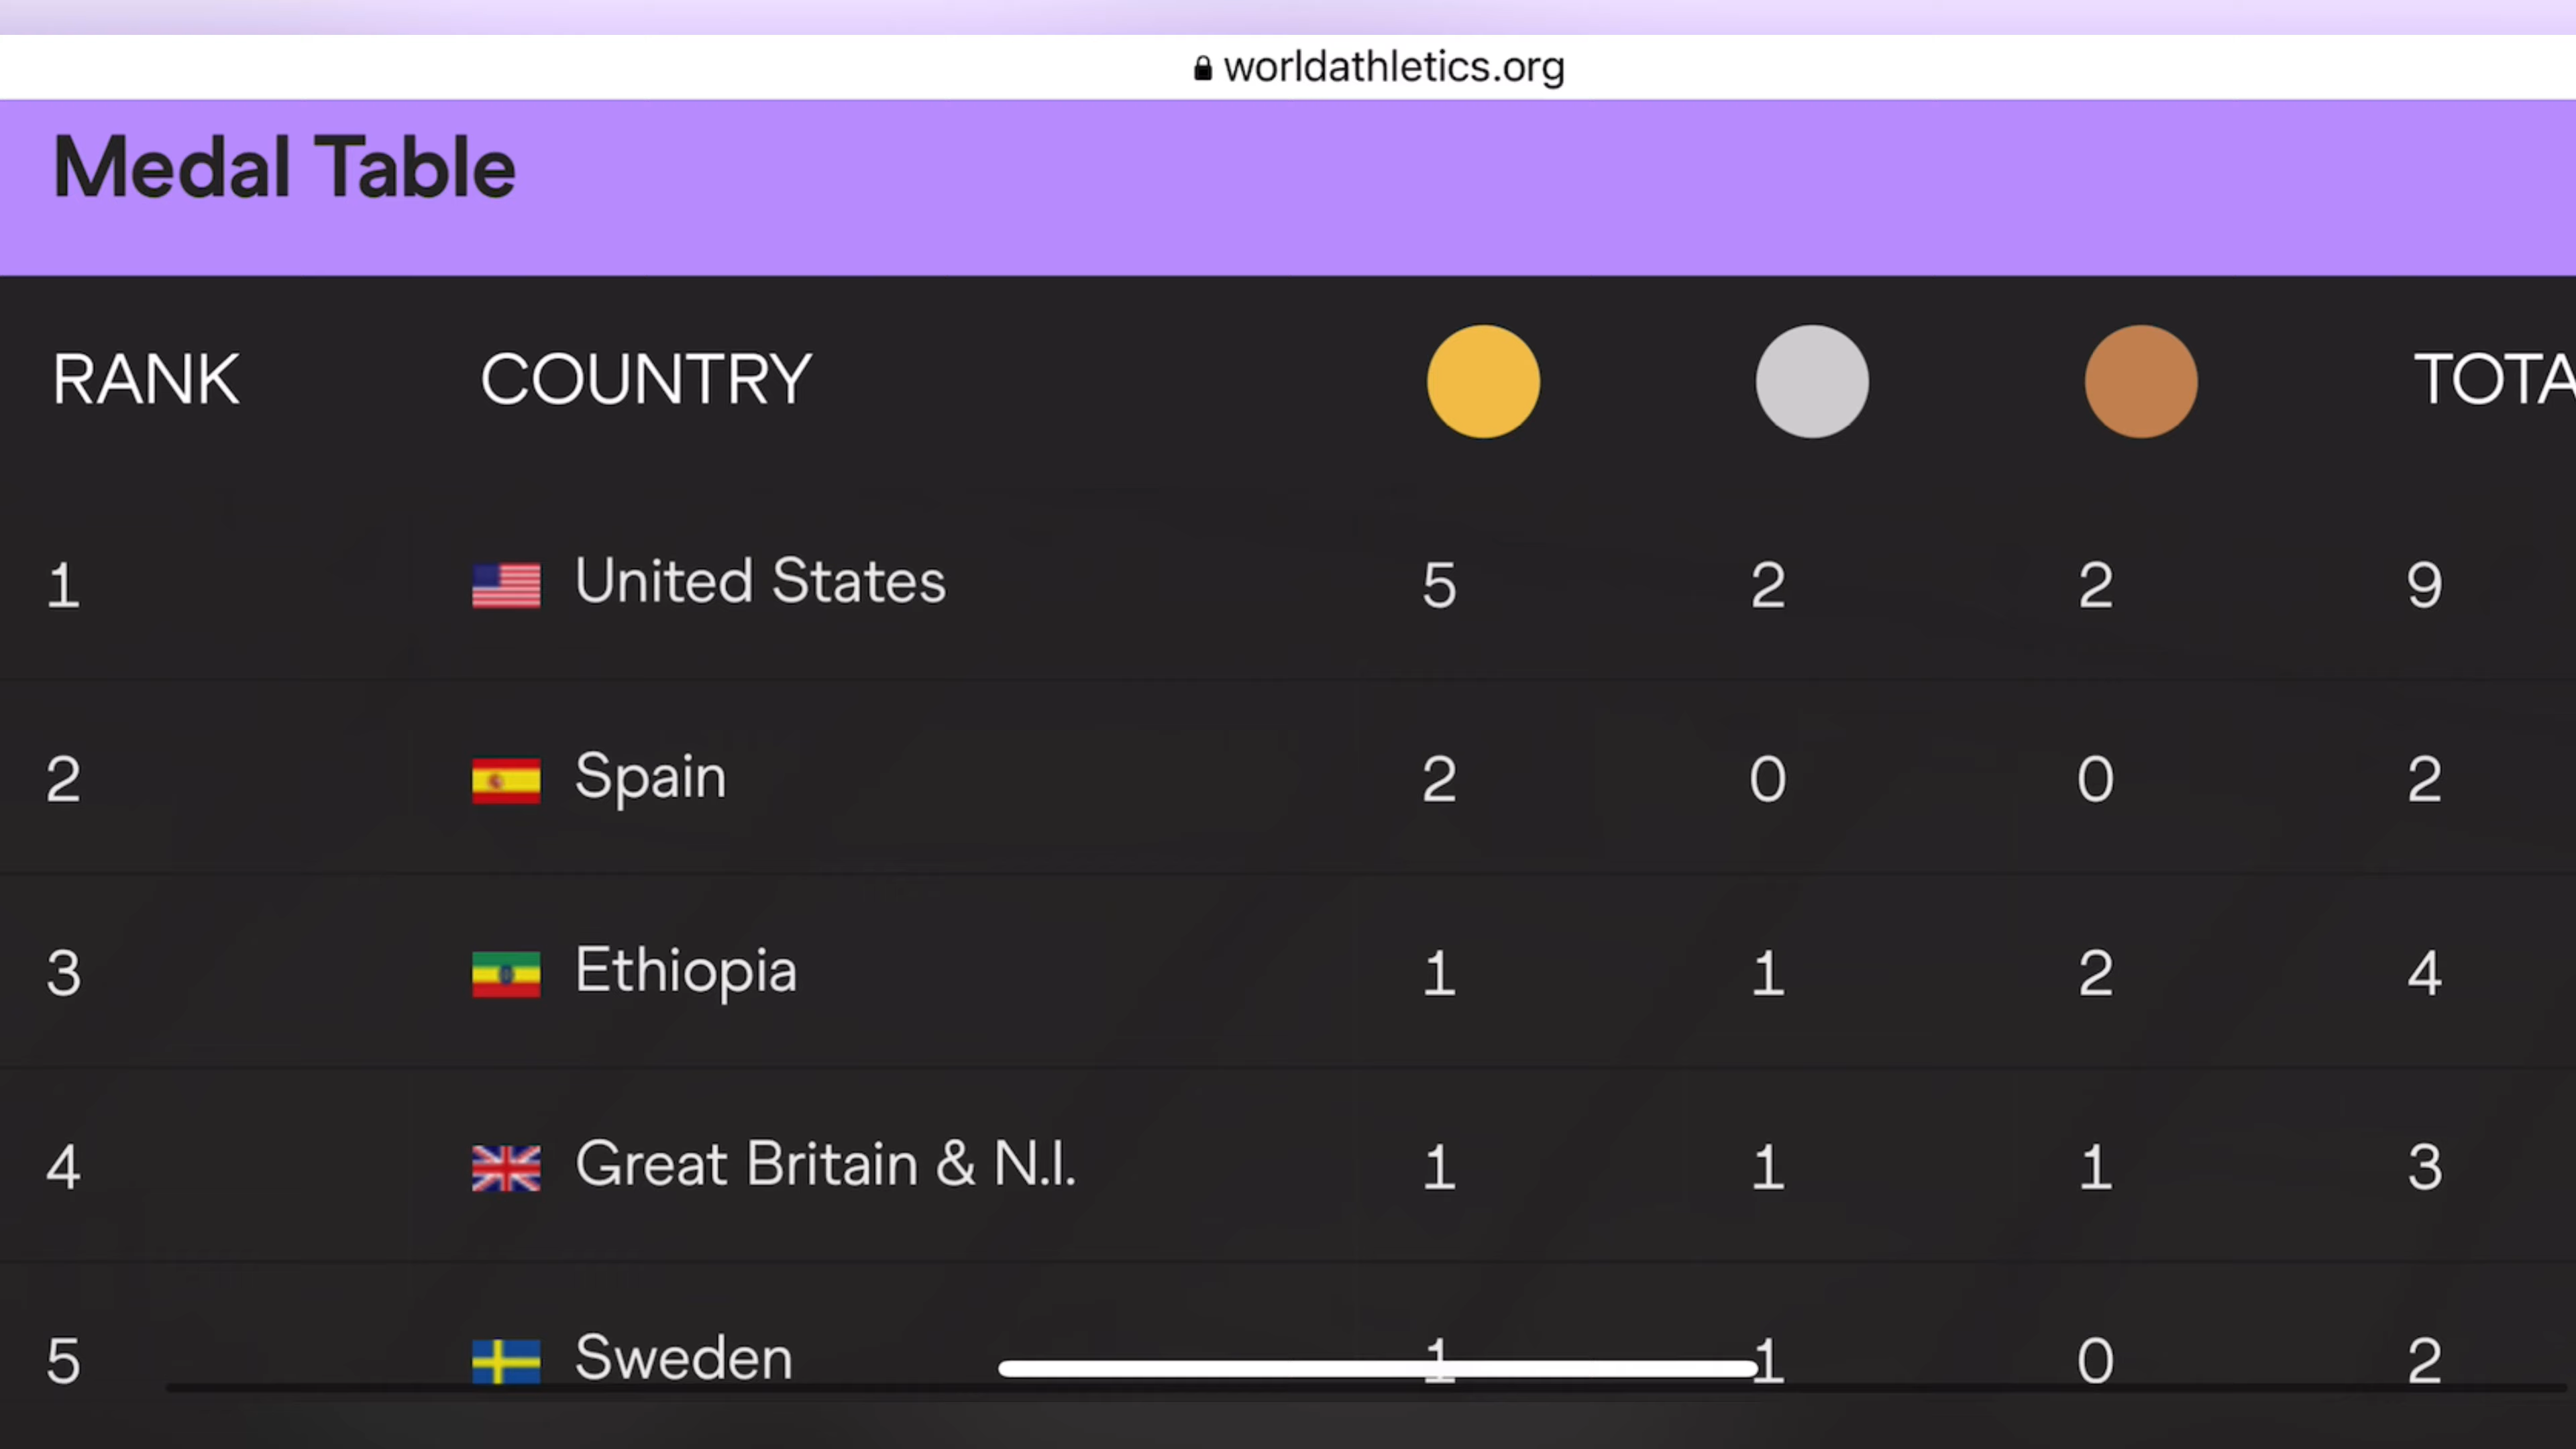 worldathletics.org
Medal Table
RANK COUNTRY TOTA
1 United States 5 2 2 9
2 Spain 2 0 0 2
3 Ethiopia 1 1 2 4
4 Great Britain & N.I. 1 1 1 3
5 Sweden 1 1 0 2